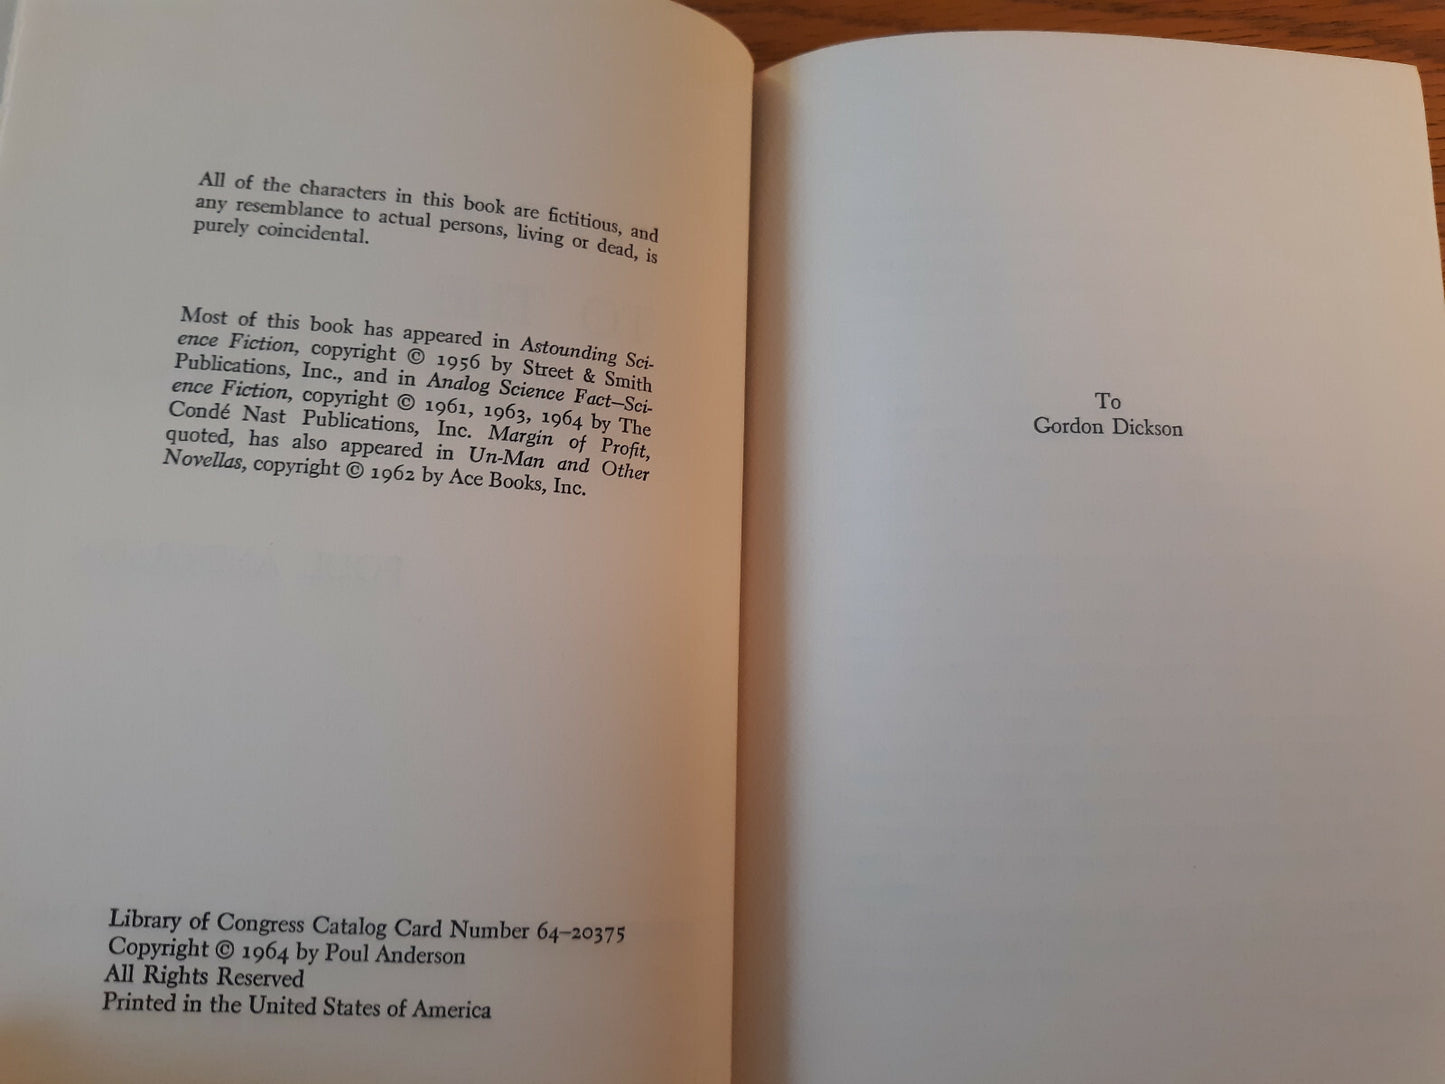 All of the characters in this book are fictitious, and
any resemblance to actual persons, living or dead, is
purely coincidental.
Most of this book has appeared in Astounding Sci-
ence Fiction, copyright © 1956 by Street & Smith
Publications, Inc., and in Analog Science Fact—Sci-
ence Fiction, copyright © 1961, 1963, 1964 by The
Condé Nast Publications, Inc. Margin of Profit,
quoted, has also appeared in Un-Man and Other
Novellas, copyright © 1962 by Ace Books, Inc.
Library of Congress Catalog Card Number 64–20375
Copyright © 1964 by Poul Anderson
All Rights Reserved
Printed in the United States of America
To
Gordon Dickson